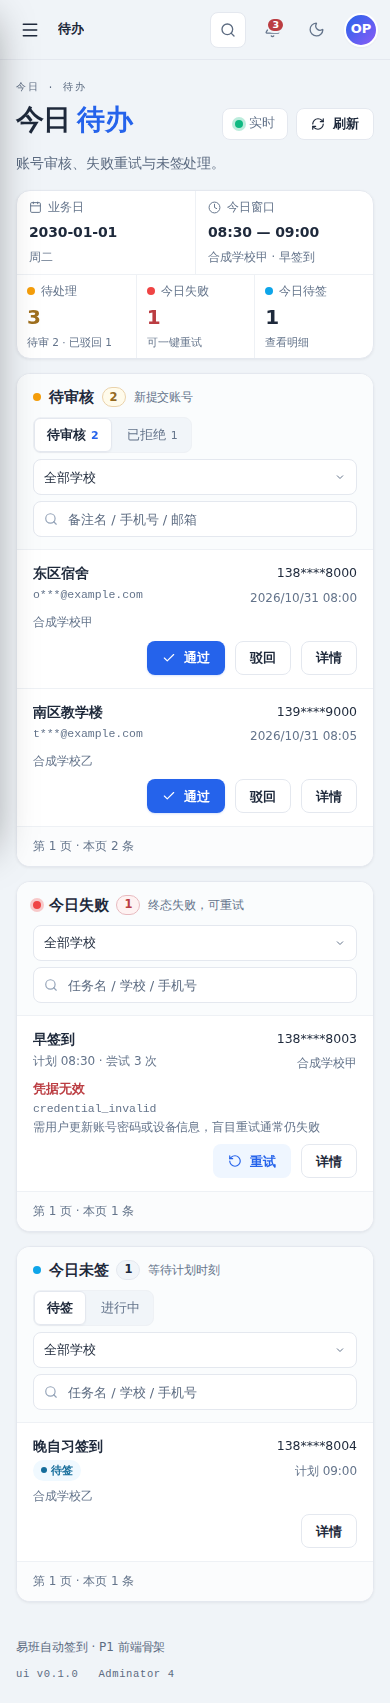 待办
3
OP
今日 · 待办
今日 待办
实时
刷新
账号审核、失败重试与未签处理。
业务日
2030-01-01
周二
今日窗口
08:30 — 09:00
合成学校甲 · 早签到
待处理
3
待审 2 · 已驳回 1
今日失败
1
可一键重试
今日待签
1
查看明细
待审核 2 新提交账号
待审核 2 已拒绝 1
全部学校
备注名 / 手机号 / 邮箱
东区宿舍 138****8000
o***@example.com 2026/10/31 08:00
合成学校甲
通过 驳回 详情
南区教学楼 139****9000
t***@example.com 2026/10/31 08:05
合成学校乙
通过 驳回 详情
第 1 页 · 本页 2 条
今日失败 1 终态失败，可重试
全部学校
任务名 / 学校 / 手机号
早签到 138****8003
计划 08:30 · 尝试 3 次 合成学校甲
凭据无效
credential_invalid
需用户更新账号密码或设备信息，盲目重试通常仍失败
重试 详情
第 1 页 · 本页 1 条
今日未签 1 等待计划时刻
待签 进行中
全部学校
任务名 / 学校 / 手机号
晚自习签到 138****8004
待签 计划 09:00
合成学校乙
详情
第 1 页 · 本页 1 条
易班自动签到 · P1 前端骨架
ui v0.1.0 Adminator 4